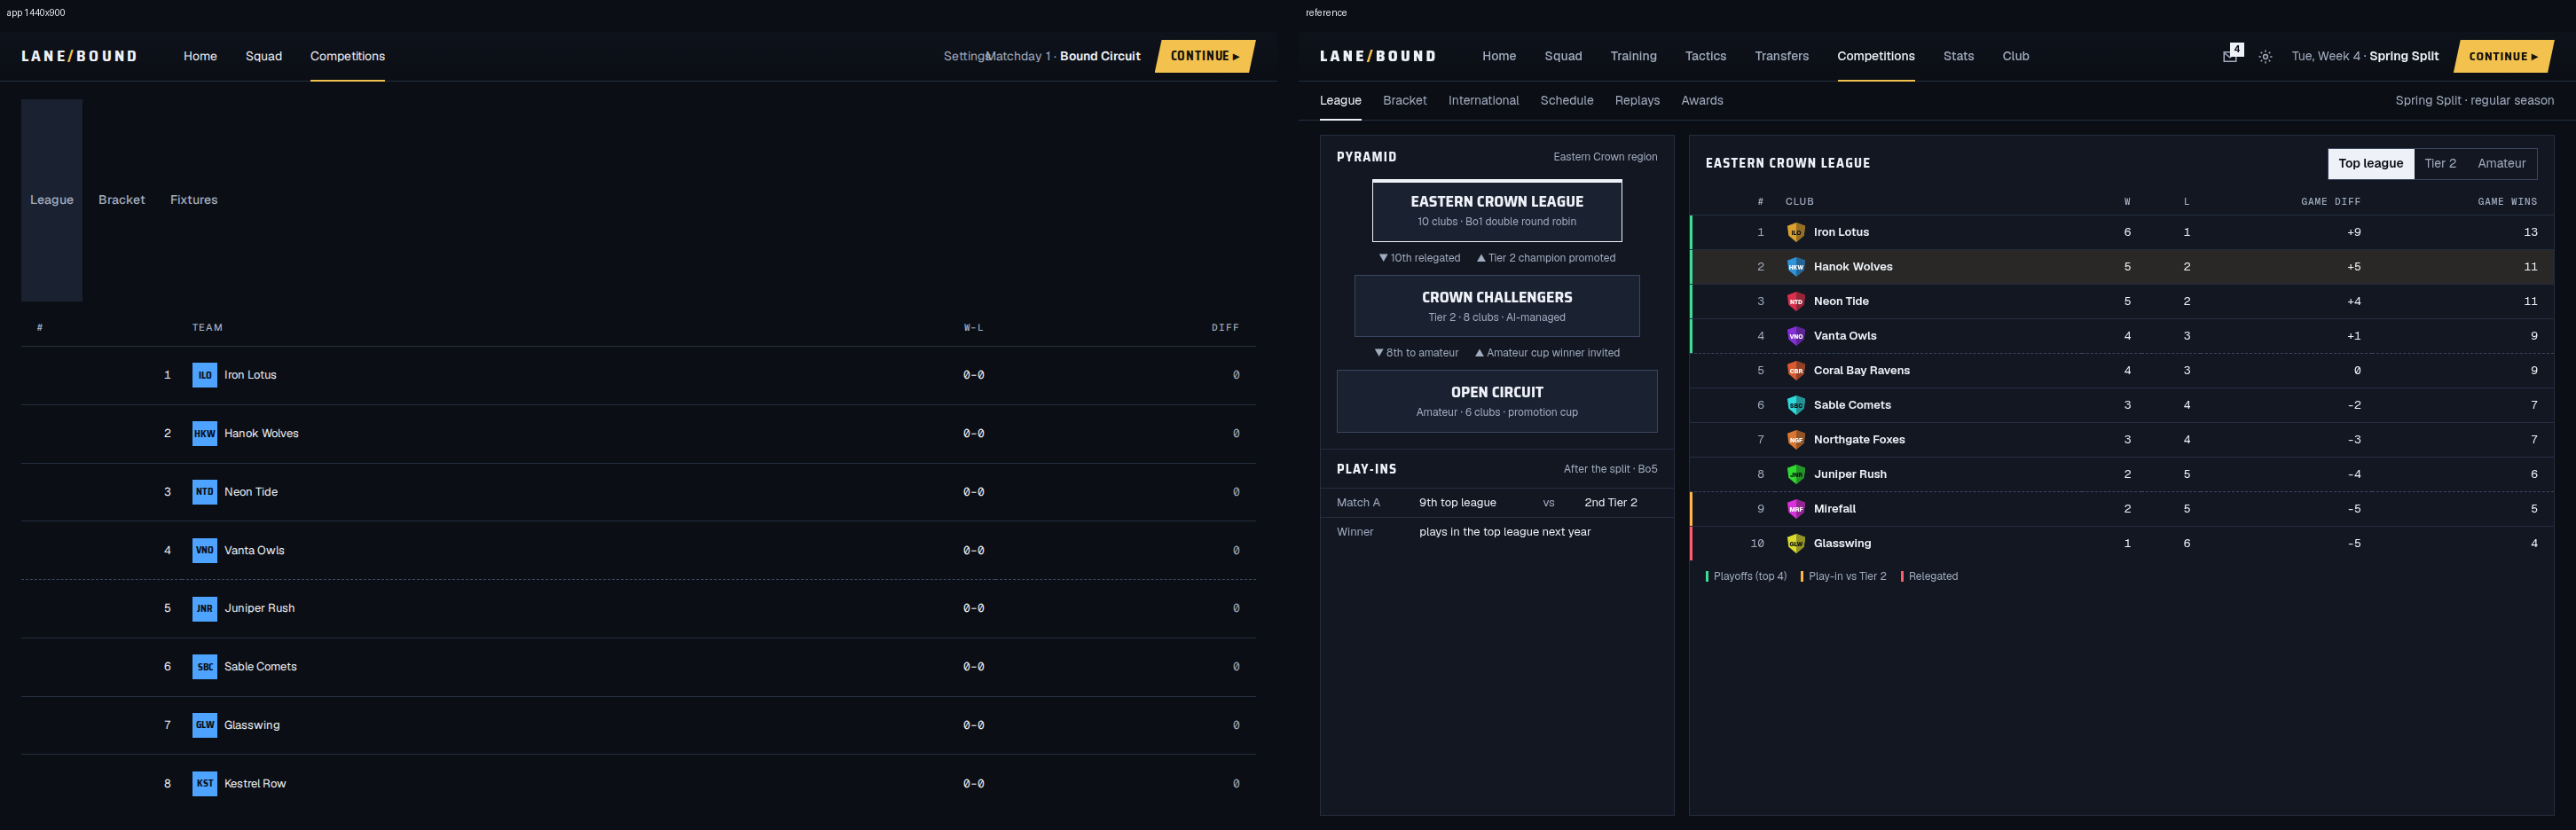 app 1440x900
LANE/BOUND Home Squad Competitions Matchday 1 · Bound Circuit CONTINUE ▸
Settings
League Bracket Fixtures
# TEAM W-L DIFF
1 ILO Iron Lotus 0-0 0
2 HKW Hanok Wolves 0-0 0
3 NTD Neon Tide 0-0 0
4 VNO Vanta Owls 0-0 0
5 JNR Juniper Rush 0-0 0
6 SBC Sable Comets 0-0 0
7 GLW Glasswing 0-0 0
8 KST Kestrel Row 0-0 0
reference
LANE/BOUND Home Squad Training Tactics Transfers Competitions Stats Club 4 Tue, Week 4 · Spring Split CONTINUE ▸
League Bracket International Schedule Replays Awards Spring Split · regular season
PYRAMID Eastern Crown region
EASTERN CROWN LEAGUE
10 clubs · Bo1 double round robin
▼ 10th relegated ▲ Tier 2 champion promoted
CROWN CHALLENGERS
Tier 2 · 8 clubs · AI-managed
▼ 8th to amateur ▲ Amateur cup winner invited
OPEN CIRCUIT
Amateur · 6 clubs · promotion cup
PLAY-INS After the split · Bo5
Match A 9th top league vs 2nd Tier 2
Winner plays in the top league next year
EASTERN CROWN LEAGUE Top league Tier 2 Amateur
# CLUB W L GAME DIFF GAME WINS
1 ILO Iron Lotus 6 1 +9 13
2 HKW Hanok Wolves 5 2 +5 11
3 NTD Neon Tide 5 2 +4 11
4 VNO Vanta Owls 4 3 +1 9
5 CBR Coral Bay Ravens 4 3 0 9
6 SBC Sable Comets 3 4 -2 7
7 NGF Northgate Foxes 3 4 -3 7
8 JNR Juniper Rush 2 5 -4 6
9 MRF Mirefall 2 5 -5 5
10 GLW Glasswing 1 6 -5 4
Playoffs (top 4) Play-in vs Tier 2 Relegated